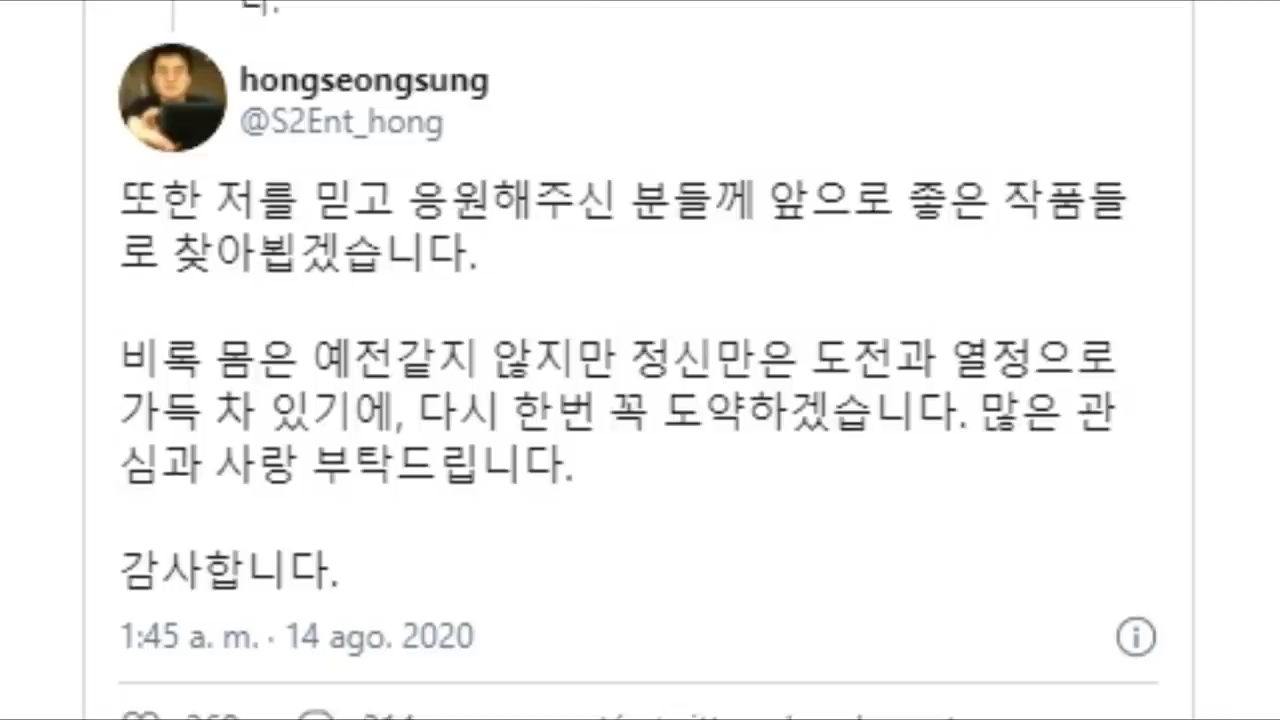 다.
hongseongsung
@S2Ent_hong
또한 저를 믿고 응원해주신 분들께 앞으로 좋은 작품들
로 찾아뵙겠습니다.
비록 몸은 예전같지 않지만 정신만은 도전과 열정으로
가득 차 있기에, 다시 한번 꼭 도약하겠습니다. 많은 관
심과 사랑 부탁드립니다.
감사합니다.
1:45 a. m. · 14 ago. 2020